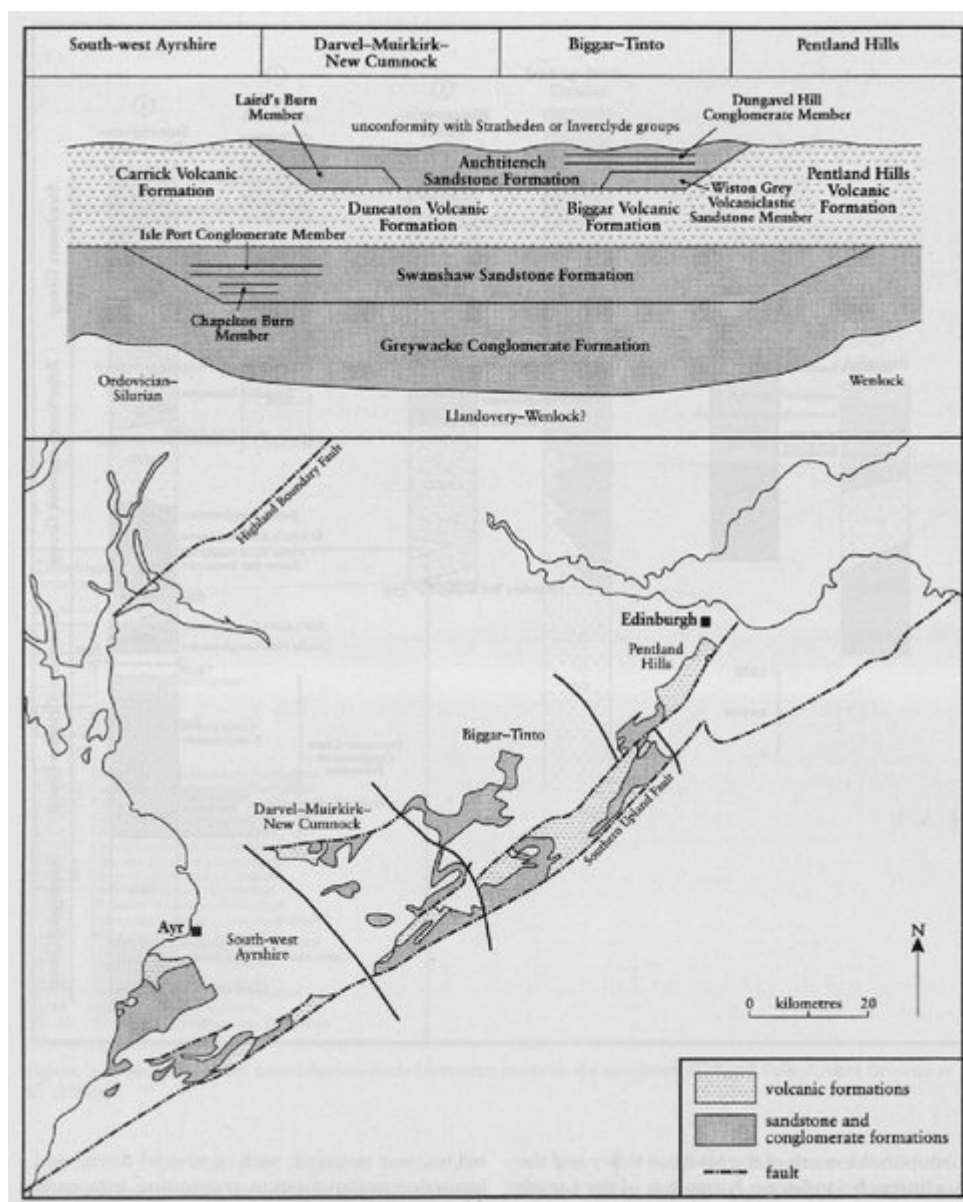 South-west Ayrshire
Darvel–Muirkirk–
New Cumnock
Biggar–Tinto
Pentland Hills
Laird's Burn
Member
unconformity with Stratheden or Inverclyde groups
Dungavel Hill
Conglomerate Member
Carrick Volcanic
Formation
Auchtitench
Sandstone Formation
Pentland Hills
Volcanic
Formation
Duneaton Volcanic
Formation
Biggar Volcanic
Formation
Wiston Grey
Volcaniclastic
Sandstone Member
Isle Port Conglomerate Member
Swanshaw Sandstone Formation
Chapelton Burn
Member
Greywacke Conglomerate Formation
Ordovician–
Silurian
Wenlock
Llandovery–Wenlock?
Highland Boundary Fault
Edinburgh
Pentland
Hills
Biggar–Tinto
Darvel–Muirkirk–
New Cumnock
Southern Upland Fault
Ayr
South-west
Ayrshire
N
0 kilometres 20
volcanic formations
sandstone and
conglomerate formations
fault